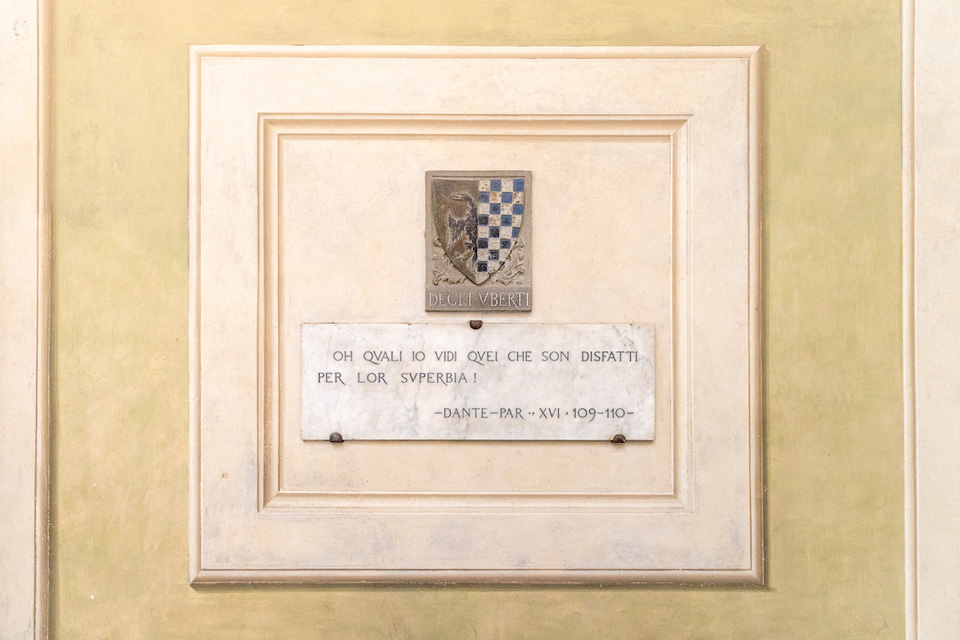 DEGLI VBERTI
OH QVALI IO VIDI QVEI CHE SON DISFATTI
PER LOR SVPERBIA!
-DANTE-PAR., XVI, 109-110-